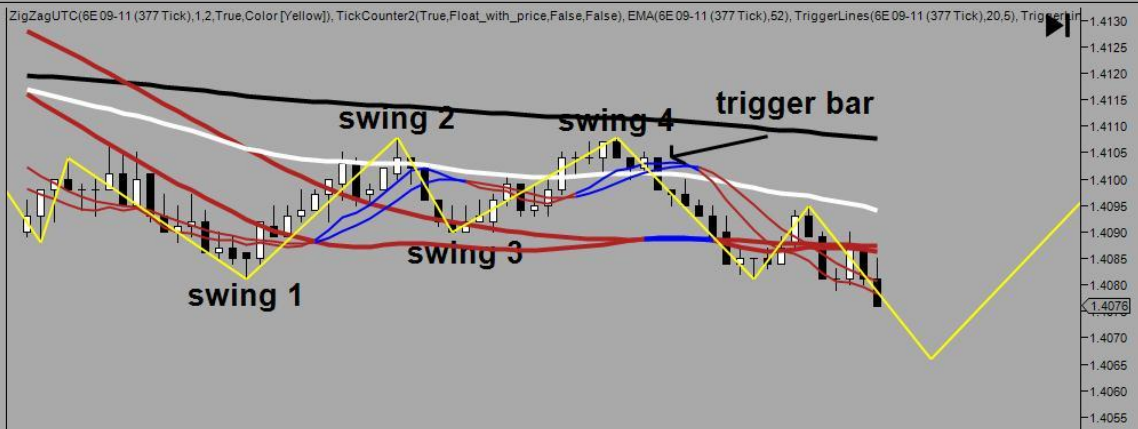 ZigZagUTC(6E 09-11 (377 Tick),1,2,True,Color [Yellow]), TickCounter2(True,Float_with_price,False,False), EMA(6E 09-11 (377 Tick),52), TriggerLines(6E 09-11 (377 Tick),20,5),
1.4130
1.4125
1.4120
1.4115
trigger bar
swing 2
swing 4
1.4110
1.4105
1.4100
1.4095
1.4090
swing 3
1.4085
swing 1
1.4080
1.4076
1.4070
1.4065
1.4060
1.4055